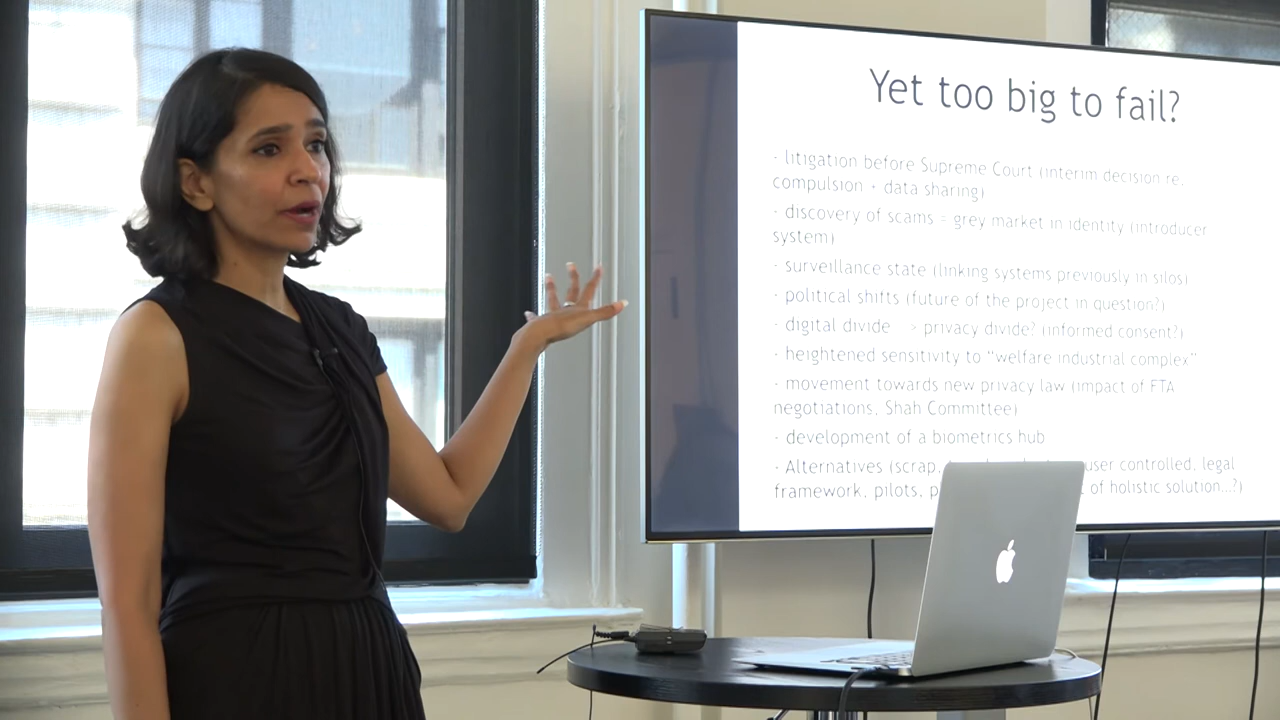 Yet too big to fail?
- litigation before Supreme Court (interim decision re.
compulsion + data sharing)
- discovery of scams = grey market in identity (introducer
system)
- surveillance state (linking systems previously in silos)
- political shifts (future of the project in question?)
- digital divide -> privacy divide? (informed consent?)
- heightened sensitivity to "welfare industrial complex"
- movement towards new privacy law (impact of FTA
negotiations, Shah Committee)
- development of a biometrics hub
- Alternatives (scrap, user controlled, legal
framework, pilots, of holistic solution...?)